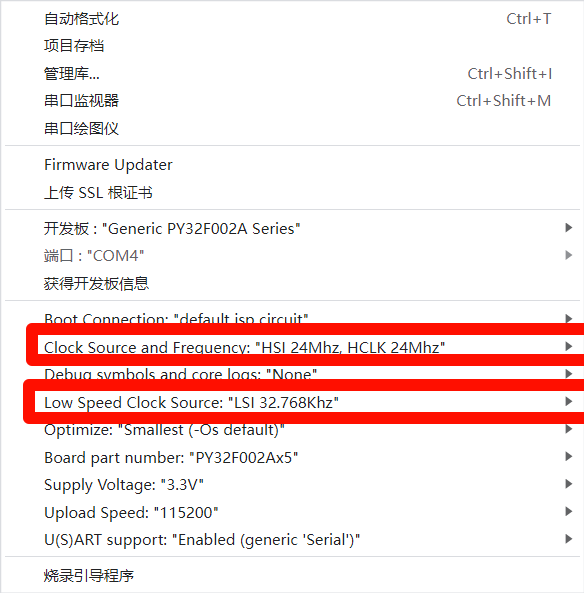 自动格式化 Ctrl+T
项目存档
管理库... Ctrl+Shift+I
串口监视器 Ctrl+Shift+M
串口绘图仪
Firmware Updater
上传 SSL 根证书
开发板 : "Generic PY32F002A Series"
端口 : "COM4"
获得开发板信息
Boot Connection: "default isp circuit"
Clock Source and Frequency: "HSI 24Mhz, HCLK 24Mhz"
Debug symbols and core logs: "None"
Low Speed Clock Source: "LSI 32.768Khz"
Optimize: "Smallest (-Os default)"
Board part number: "PY32F002Ax5"
Supply Voltage: "3.3V"
Upload Speed: "115200"
U(S)ART support: "Enabled (generic 'Serial')"
烧录引导程序